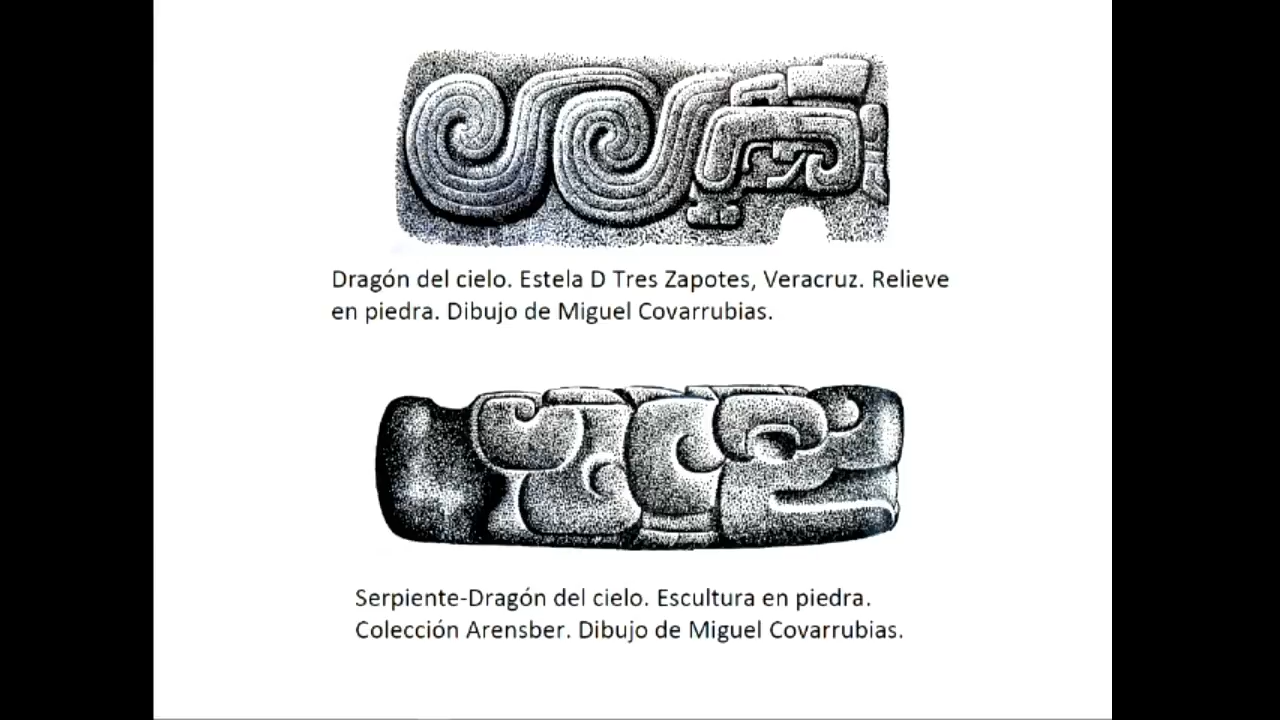 Dragón del cielo. Estela D Tres Zapotes, Veracruz. Relieve
en piedra. Dibujo de Miguel Covarrubias.
Serpiente-Dragón del cielo. Escultura en piedra.
Colección Arensber. Dibujo de Miguel Covarrubias.